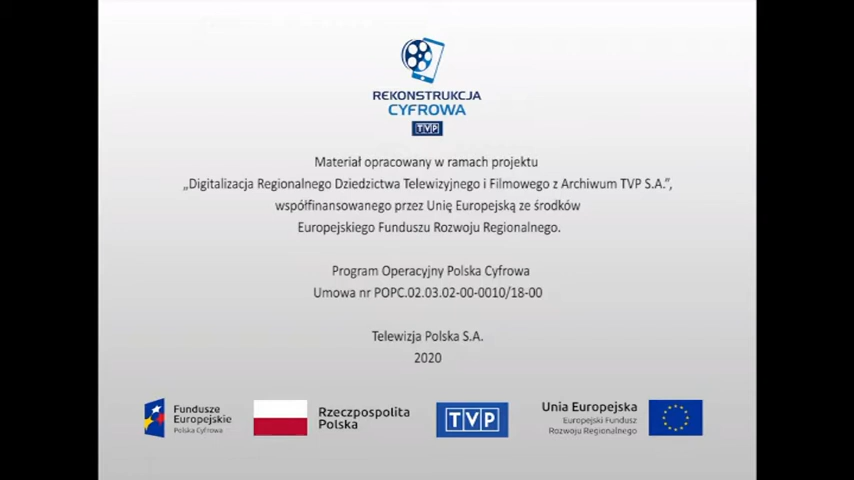 REKONSTRUKCJA
CYFROWA
TVP
Materiał opracowany w ramach projektu
„Digitalizacja Regionalnego Dziedzictwa Telewizyjnego i Filmowego z Archiwum TVP S.A.”,
współfinansowanego przez Unię Europejską ze środków
Europejskiego Funduszu Rozwoju Regionalnego.
Program Operacyjny Polska Cyfrowa
Umowa nr POPC.02.03.02-00-0010/18-00
Telewizja Polska S.A.
2020
Fundusze
Europejskie
Polska Cyfrowa
Rzeczpospolita
Polska
TVP
Unia Europejska
Europejski Fundusz
Rozwoju Regionalnego